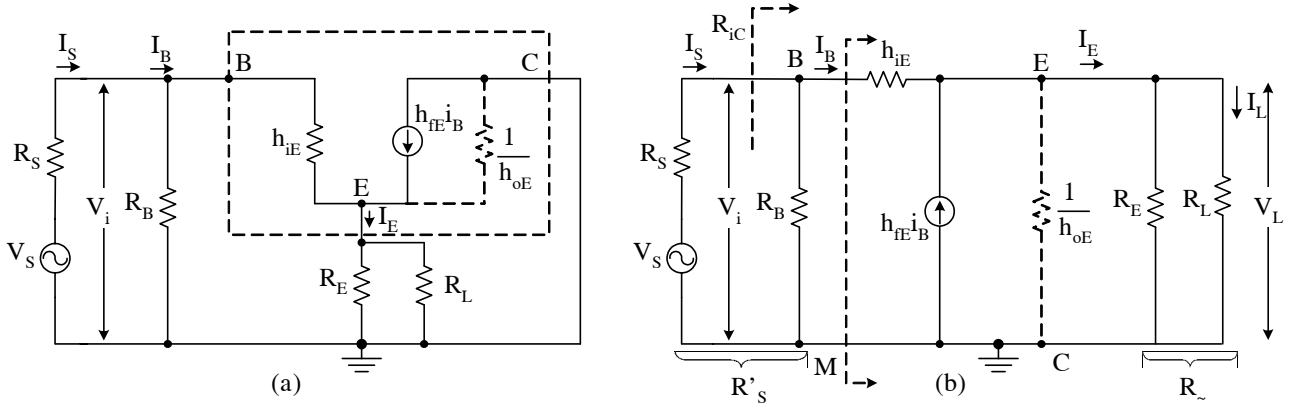 I_S
I_B
B
C
h_fE i_B
h_iE
1/h_oE
R_S
E
I_E
V_i
R_B
V_S
R_E
R_L
(a)
R_iC
I_S
B
I_B
h_iE
E
I_E
I_L
R_S
V_i
R_B
h_fE i_B
1/h_oE
R_E
R_L
V_L
V_S
M
C
R'_S
(b)
R_~